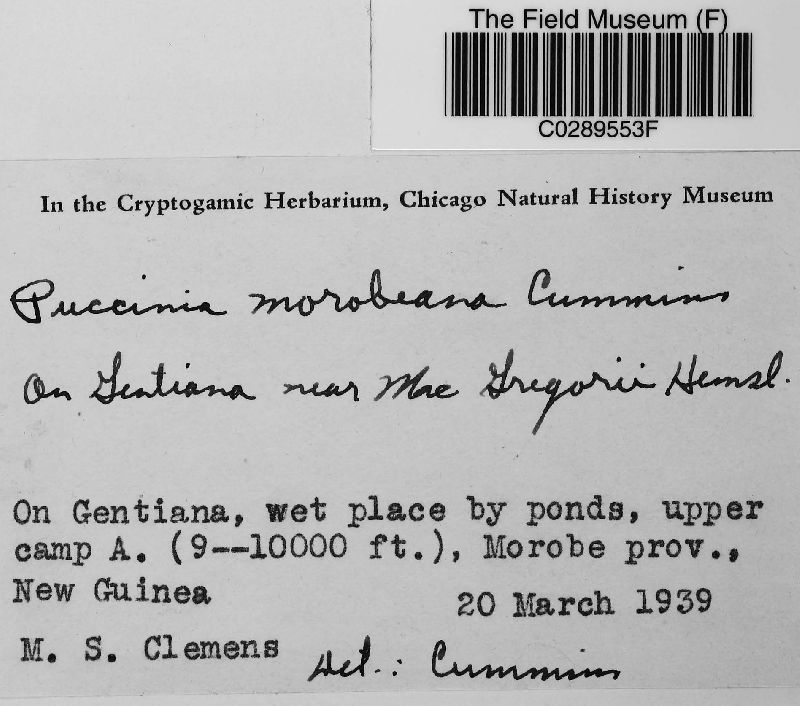 The Field Museum (F)
C0289553F
In the Cryptogamic Herbarium, Chicago Natural History Museum
Puccinia morobeana Cummins
On Gentiana near Mac Gregorii Hemsl.
On Gentiana, wet place by ponds, upper
camp A. (9--10000 ft.), Morobe prov.,
New Guinea 20 March 1939
M. S. Clemens Det.: Cummins